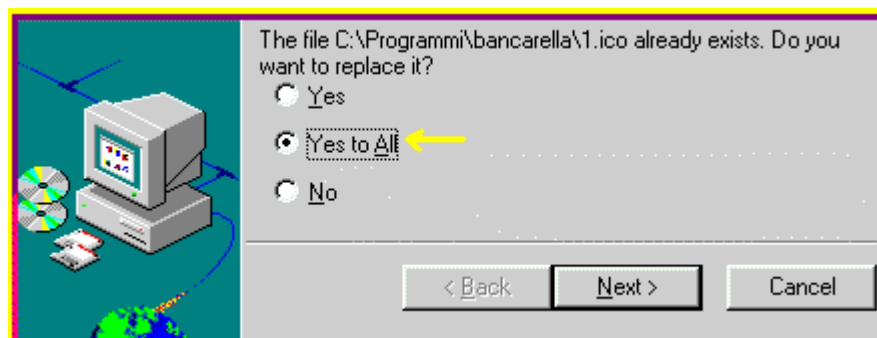 The file C:\Programmi\bancarella\1.ico already exists. Do you
want to replace it?
Yes
Yes to All
No
< Back
Next >
Cancel